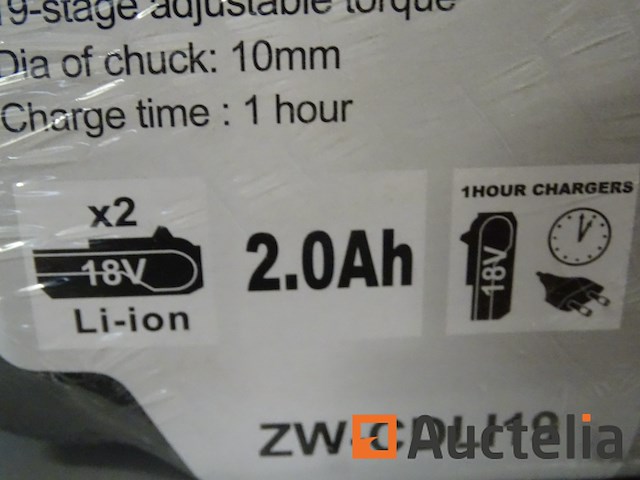 19-stage adjustable torque
Dia of chuck: 10mm
Charge time : 1 hour
x2
18V
Li-ion
2.0Ah
1HOUR CHARGERS
18V
Auctelia